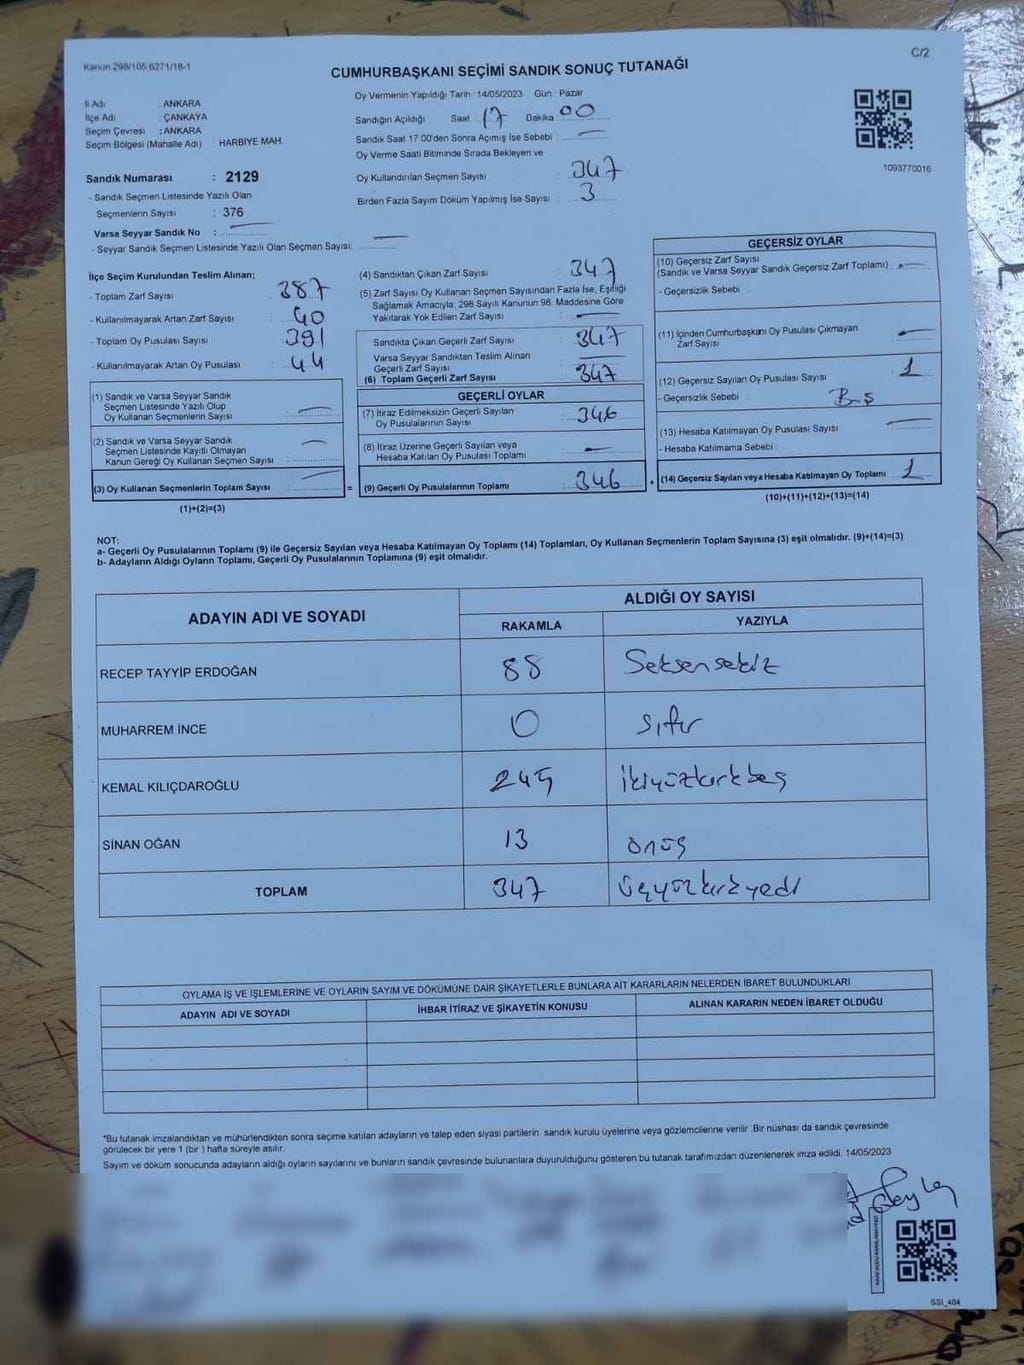 Kanun 298/105 6271/16-1
C/2
CUMHURBAŞKANI SEÇİMİ SANDIK SONUÇ TUTANAĞI
İl Adı : ANKARA
İlçe Adı : ÇANKAYA
Seçim Çevresi : ANKARA
Seçim Bölgesi (Mahalle Adı) : HARBİYE MAH.
Sandık Numarası : 2129
- Sandık Seçmen Listesinde Yazılı Olan
Seçmenlerin Sayısı : 376
Varsa Seyyar Sandık No :
- Seyyar Sandık Seçmen Listesinde Yazılı Olan Seçmen Sayısı:
Oy Vermenin Yapıldığı Tarih : 14/05/2023 Gün : Pazar
Sandığın Açıldığı Saat : 17 Dakika : 00
Sandık Saat 17:00'den Sonra Açımış İse Sebebi :
Oy Verme Saati Bitiminde Sırada Bekleyen ve
Oy Kullandırılan Seçmen Sayısı : 347
Birden Fazla Sayım Döküm Yapılmış İse Sayısı : 3
1093770016
İlçe Seçim Kurulundan Teslim Alınan;
- Toplam Zarf Sayısı : 387
- Kullanılmayarak Artan Zarf Sayısı : 40
- Toplam Oy Pusulası Sayısı : 391
- Kullanılmayarak Artan Oy Pusulası : 44
(1) Sandık ve Varsa Seyyar Sandık
Seçmen Listesinde Yazılı Olup
Oy Kullanan Seçmenlerin Sayısı :
(2) Sandık ve Varsa Seyyar Sandık
Seçmen Listesinde Kayıtlı Olmayan
Kanun Gereği Oy Kullanan Seçmen Sayısı :
(3) Oy Kullanan Seçmenlerin Toplam Sayısı : =
(1)+(2)=(3)
(4) Sandıktan Çıkan Zarf Sayısı : 347
(5) Zarf Sayısı Oy Kullanan Seçmen Sayısından Fazla İse, Eşitliği
Sağlamak Amacıyla, 298 Sayılı Kanunun 98. Maddesine Göre
Yakılarak Yok Edilen Zarf Sayısı :
Sandıkta Çıkan Geçerli Zarf Sayısı : 347
Varsa Seyyar Sandıktan Teslim Alınan
Geçerli Zarf Sayısı :
(6) Toplam Geçerli Zarf Sayısı : 347
GEÇERLİ OYLAR
(7) İtiraz Edilmeksizin Geçerli Sayılan
Oy Pusulalarının Sayısı : 346
(8) İtiraz Üzerine Geçerli Sayılan veya
Hesaba Katılan Oy Pusulası Toplamı :
(9) Geçerli Oy Pusulalarının Toplamı : 346 +
GEÇERSİZ OYLAR
(10) Geçersiz Zarf Sayısı
(Sandık ve Varsa Seyyar Sandık Geçersiz Zarf Toplamı) :
- Geçersizlik Sebebi :
(11) İçinden Cumhurbaşkanı Oy Pusulası Çıkmayan
Zarf Sayısı :
(12) Geçersiz Sayılan Oy Pusulası Sayısı : 1
- Geçersizlik Sebebi : Boş
(13) Hesaba Katılmayan Oy Pusulası Sayısı :
- Hesaba Katılmama Sebebi :
(14) Geçersiz Sayılan veya Hesaba Katılmayan Oy Toplamı : 1
(10)+(11)+(12)+(13)=(14)
NOT:
a- Geçerli Oy Pusulalarının Toplamı (9) ile Geçersiz Sayılan veya Hesaba Katılmayan Oy Toplamı (14) Toplamları, Oy Kullanan Seçmenlerin Toplam Sayısına (3) eşit olmalıdır. (9)+(14)=(3)
b- Adayların Aldığı Oyların Toplamı, Geçerli Oy Pusulalarının Toplamına (9) eşit olmalıdır.
ADAYIN ADI VE SOYADI
ALDIĞI OY SAYISI
RAKAMLA YAZIYLA
RECEP TAYYİP ERDOĞAN 88 Seksensekiz
MUHARREM İNCE 0 Sıfır
KEMAL KILIÇDAROĞLU 245 ikiyüzkırkbeş
SİNAN OĞAN 13 onüç
TOPLAM 347 üçyüzkırkyedi
OYLAMA İŞ VE İŞLEMLERİNE VE OYLARIN SAYIM VE DÖKÜMÜNE DAİR ŞİKAYETLERLE BUNLARA AİT KARARLARIN NELERDEN İBARET BULUNDUKLARI
ADAYIN ADI VE SOYADI İHBAR İTİRAZ VE ŞİKAYETİN KONUSU ALINAN KARARIN NEDEN İBARET OLDUĞU
*Bu tutanak imzalandıktan ve mühürlendikten sonra seçime katılan adayların ve talep eden siyasi partilerin sandık kurulu üyelerine veya gözlemcilerine verilir. Bir nüshası da sandık çevresinde
görülecek bir yere 1 (bir) hafta süreyle asılır.
Sayım ve döküm sonucunda adayların aldığı oyların sayılarını ve bunların sandık çevresinde bulunanlara duyurulduğunu gösteren bu tutanak tarafımızdan düzenlenerek imza edildi. 14/05/2023
SSI_404